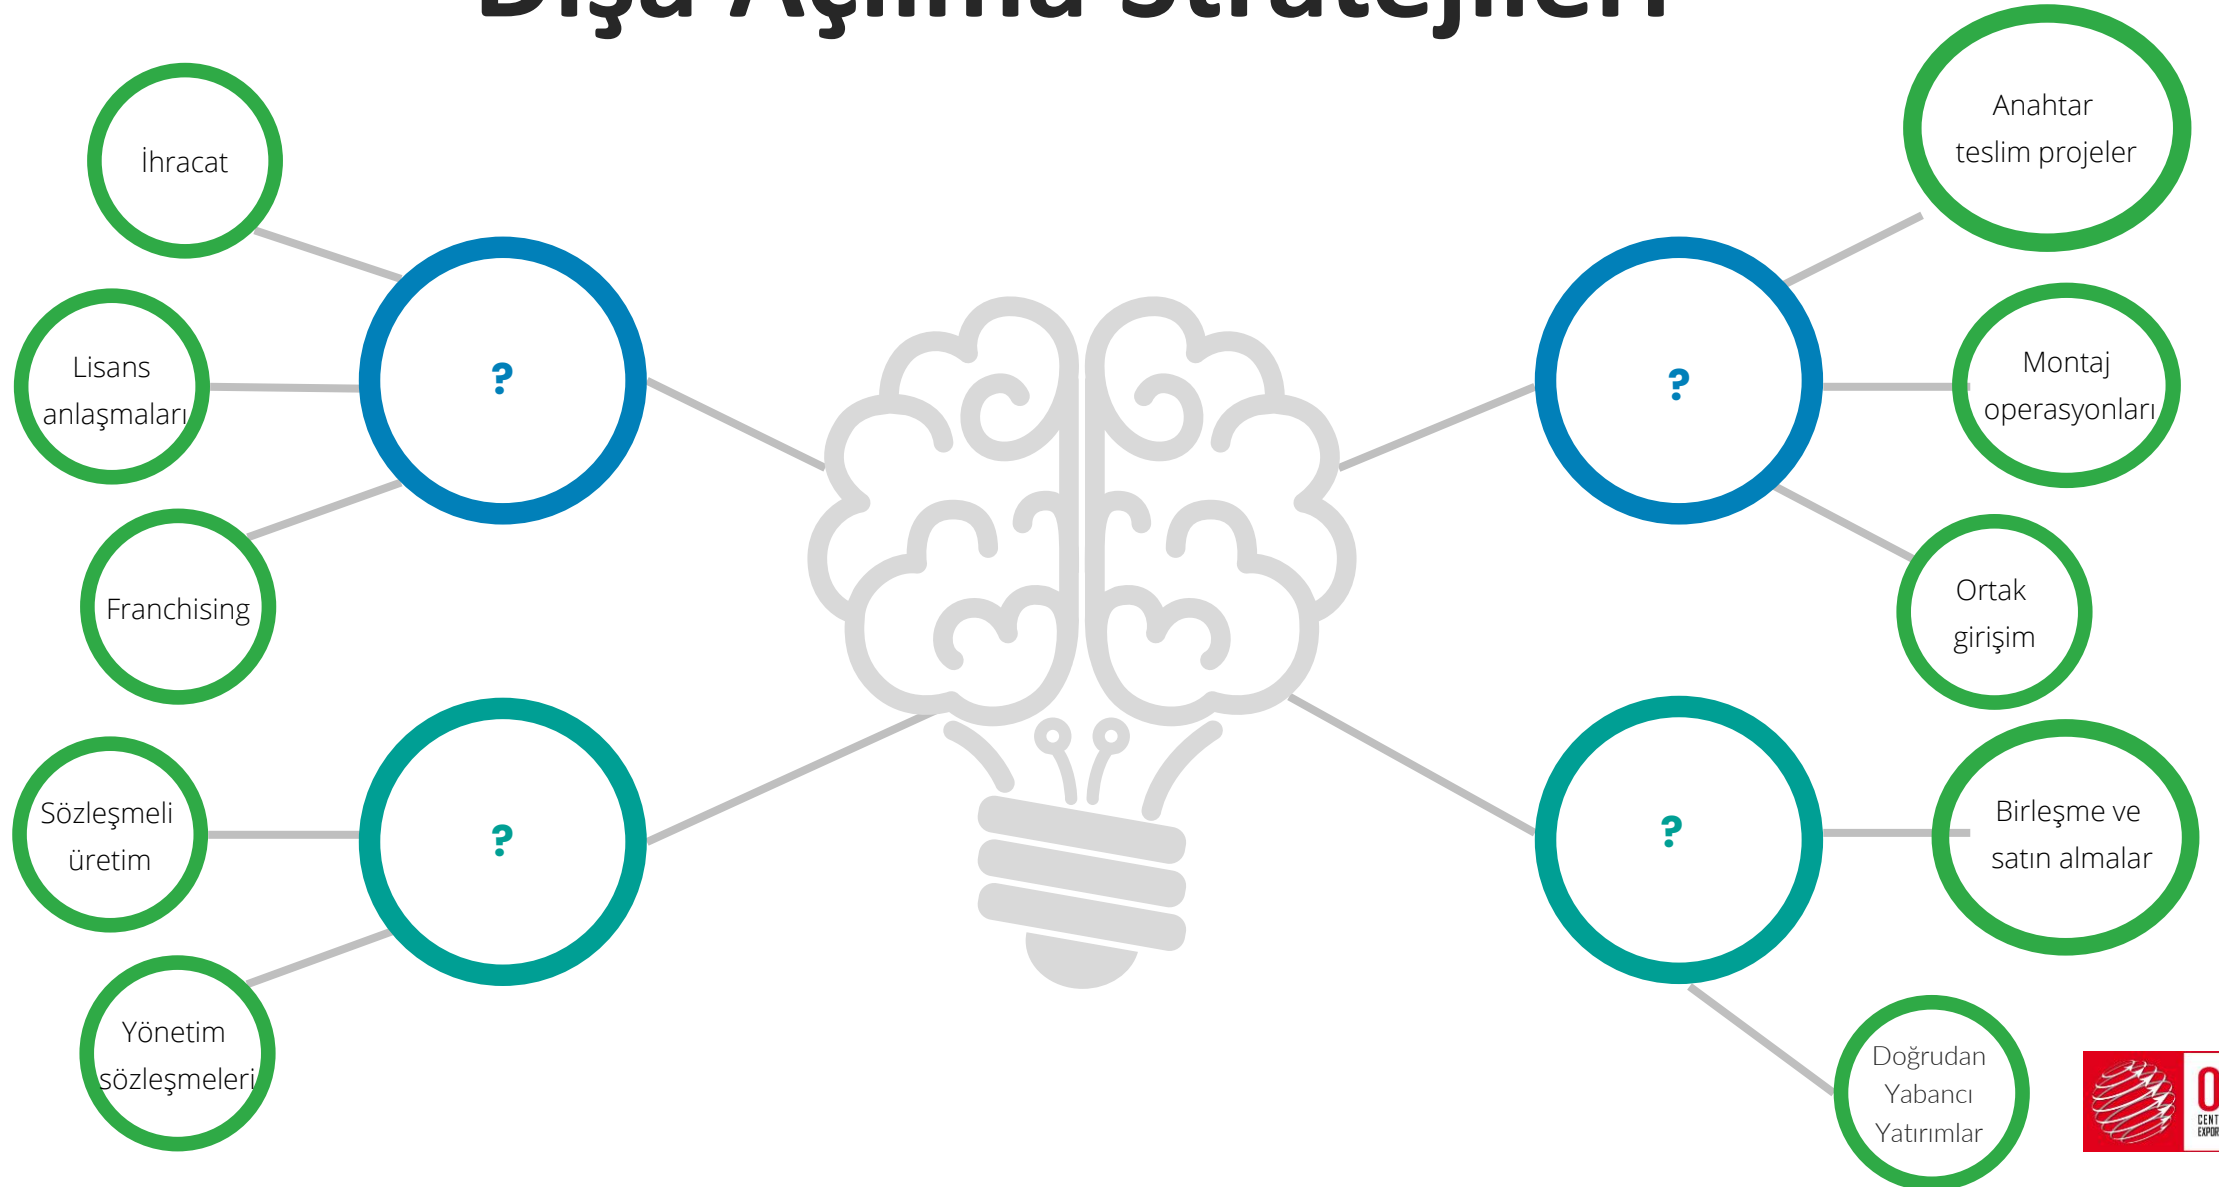 Dışa Açılma Stratejileri
İhracat
Lisans
anlaşmaları
Franchising
Sözleşmeli
üretim
Yönetim
sözleşmeleri
?
?
?
?
Anahtar
teslim projeler
Montaj
operasyonları
Ortak
girişim
Birleşme ve
satın almalar
Doğrudan
Yabancı
Yatırımlar